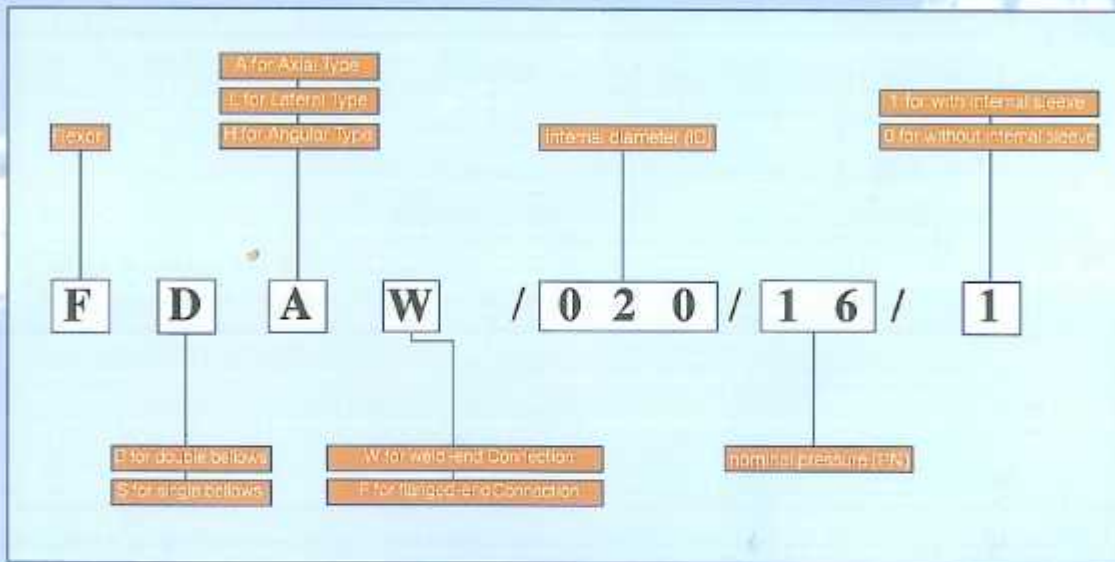 A for Axial Type
L for Lateral Type
H for Angular Type
1 for with internal sleeve
0 for without internal sleeve
Flexor
internal diameter (ID)
F D A W / 0 2 0 / 1 6 / 1
D for double bellows
S for single bellows
W for weld-end Connection
F for flanged-end Connection
nominal pressure (PN)